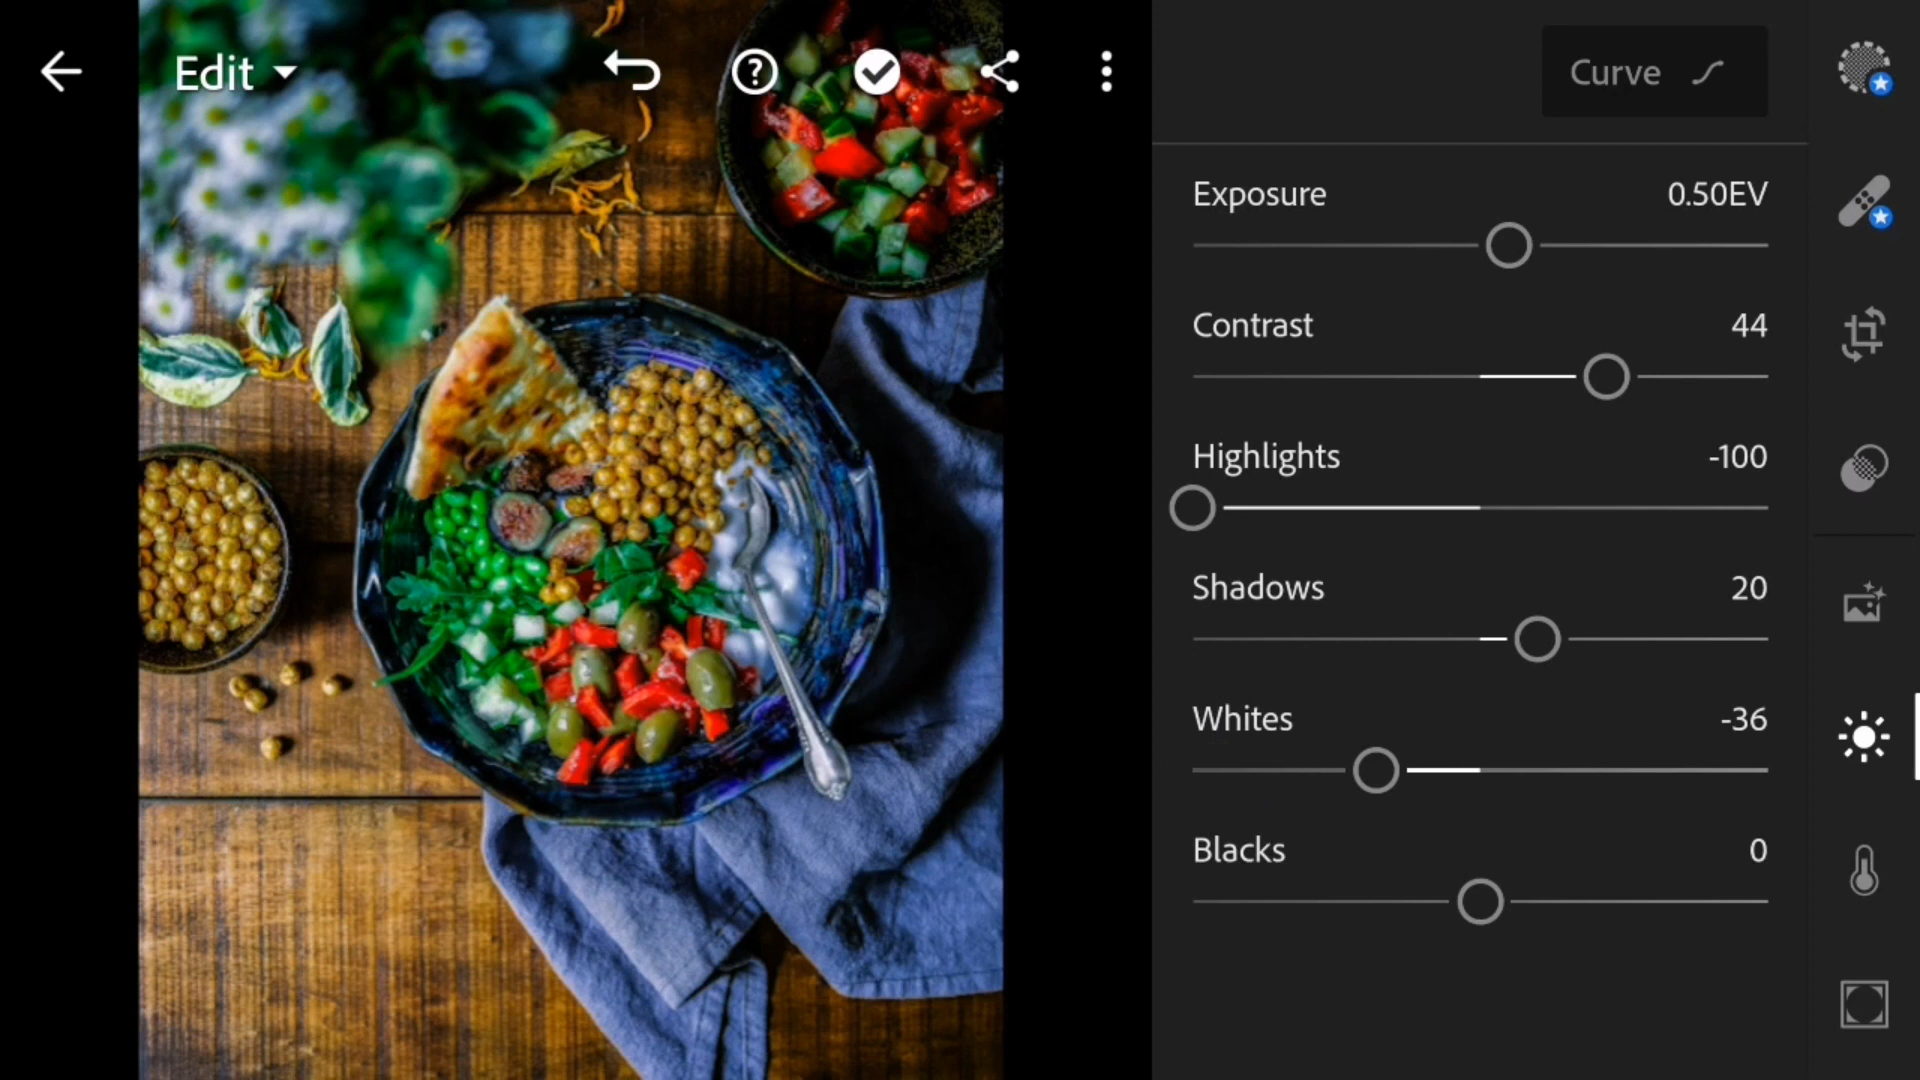 Edit
Curve
Exposure 0.50EV
Contrast 44
Highlights -100
Shadows 20
Whites -36
Blacks 0